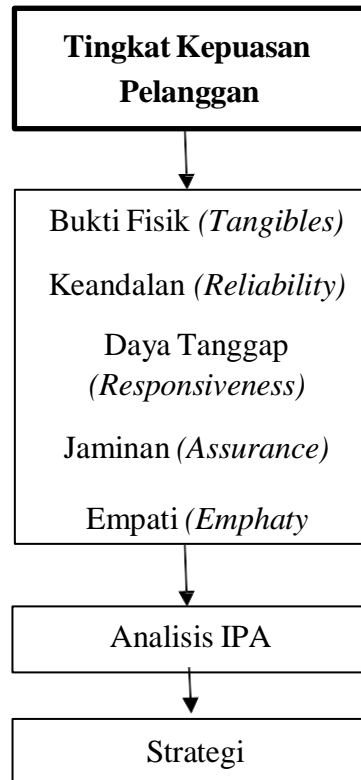 Tingkat Kepuasan
Pelanggan
Bukti Fisik (Tangibles)
Keandalan (Reliability)
Daya Tanggap
(Responsiveness)
Jaminan (Assurance)
Empati (Emphaty
Analisis IPA
Strategi